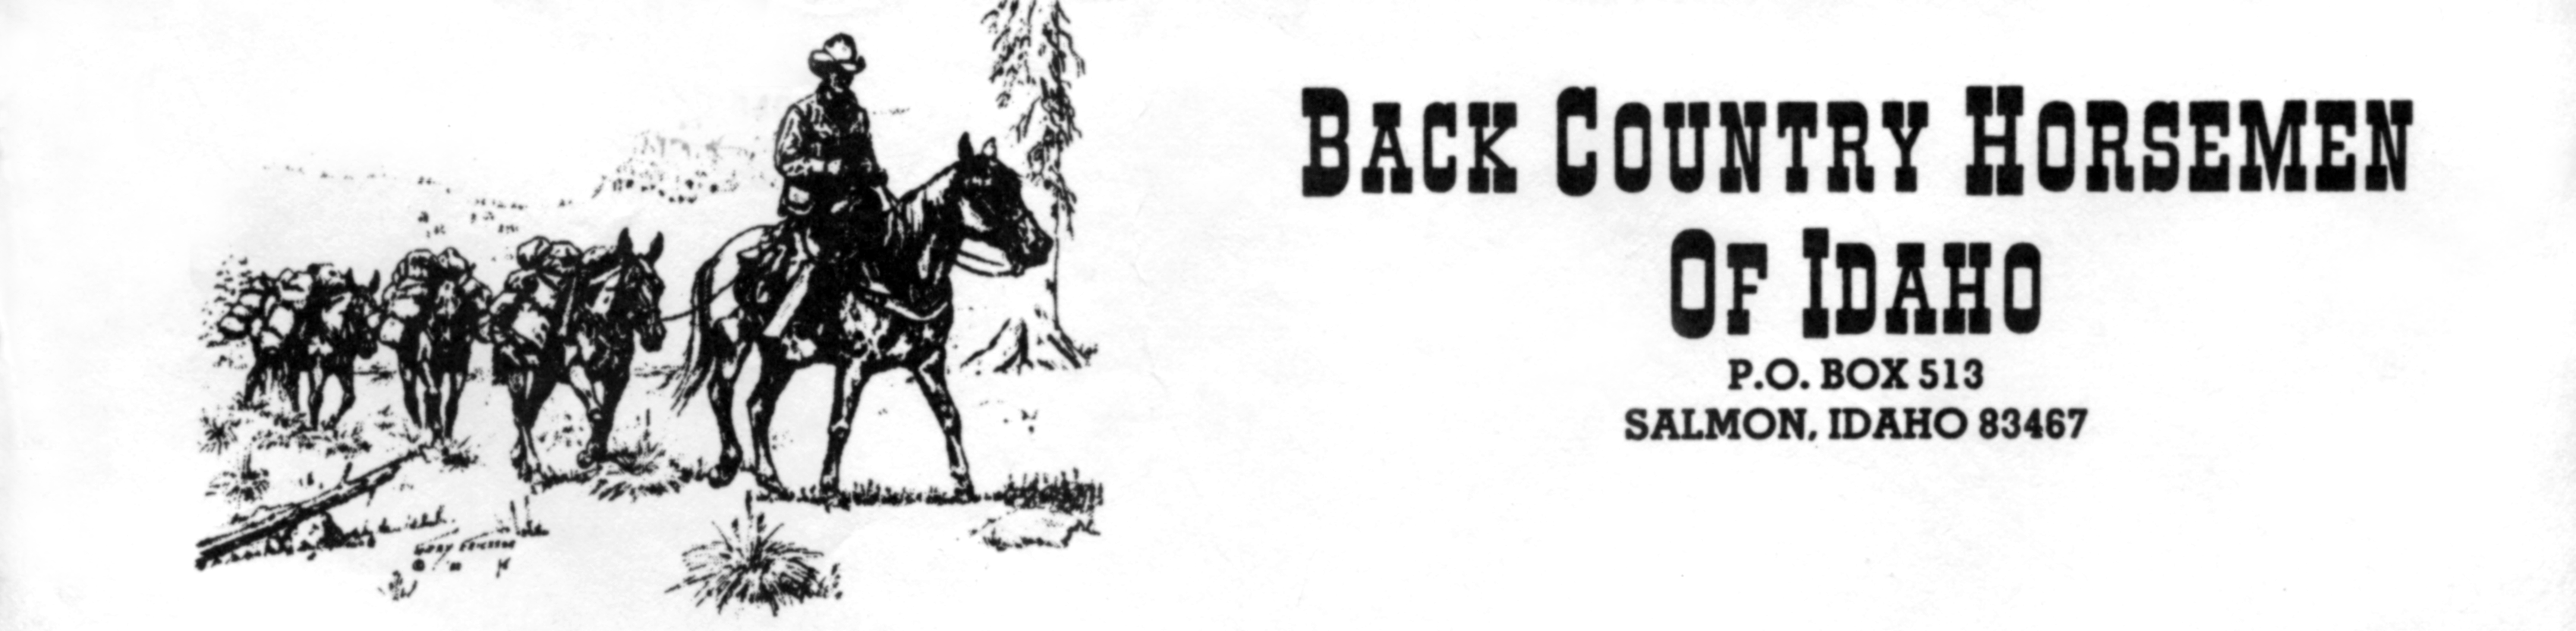 BACK COUNTRY HORSEMEN
OF IDAHO
P.O. BOX 513
SALMON, IDAHO 83467